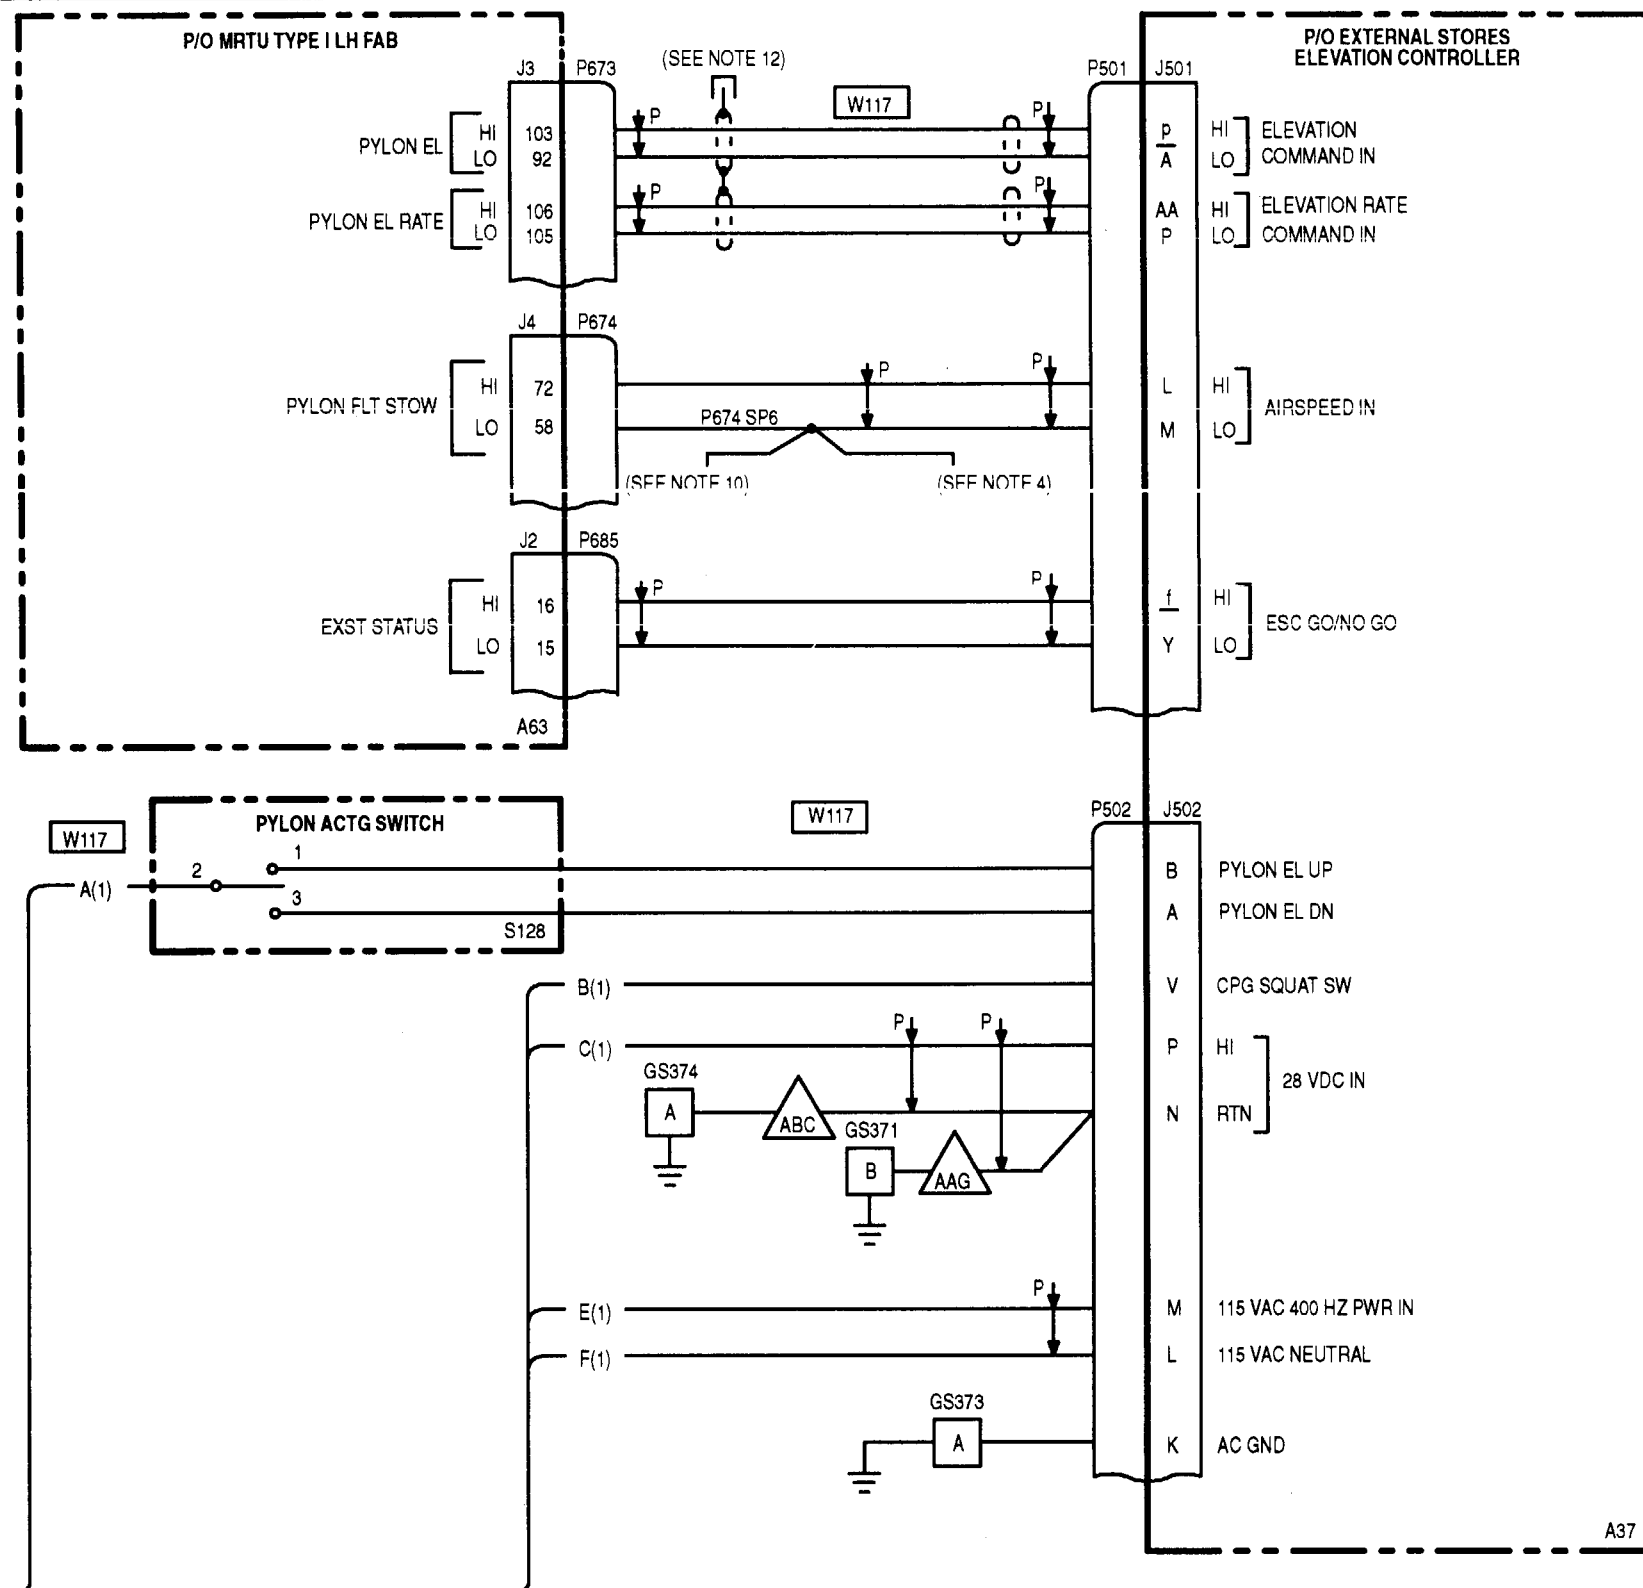 P/O MRTU TYPE I LH FAB
P/O EXTERNAL STORES
ELEVATION CONTROLLER
J3 P673
(SEE NOTE 12)
W117
P501 J501
PYLON EL
HI 103
LO 92
P
P
p HI
A LO
ELEVATION
COMMAND IN
PYLON EL RATE
HI 106
LO 105
P
P
AA HI
P LO
ELEVATION RATE
COMMAND IN
J4 P674
PYLON FLT STOW
HI 72
LO 58
P
P
P674 SP6
(SEE NOTE 10)
(SEE NOTE 4)
L HI
M LO
AIRSPEED IN
J2 P685
EXST STATUS
HI 16
LO 15
P
P
f HI
Y LO
ESC GO/NO GO
A63
W117
PYLON ACTG SWITCH
A(1)
2
1
3
S128
W117
P502 J502
B PYLON EL UP
A PYLON EL DN
B(1)
V CPG SQUAT SW
C(1)
P
P
P HI
N RTN
28 VDC IN
GS374
A
ABC
GS371
B
AAG
E(1)
P
M 115 VAC 400 HZ PWR IN
F(1)
L 115 VAC NEUTRAL
GS373
A
K AC GND
A37